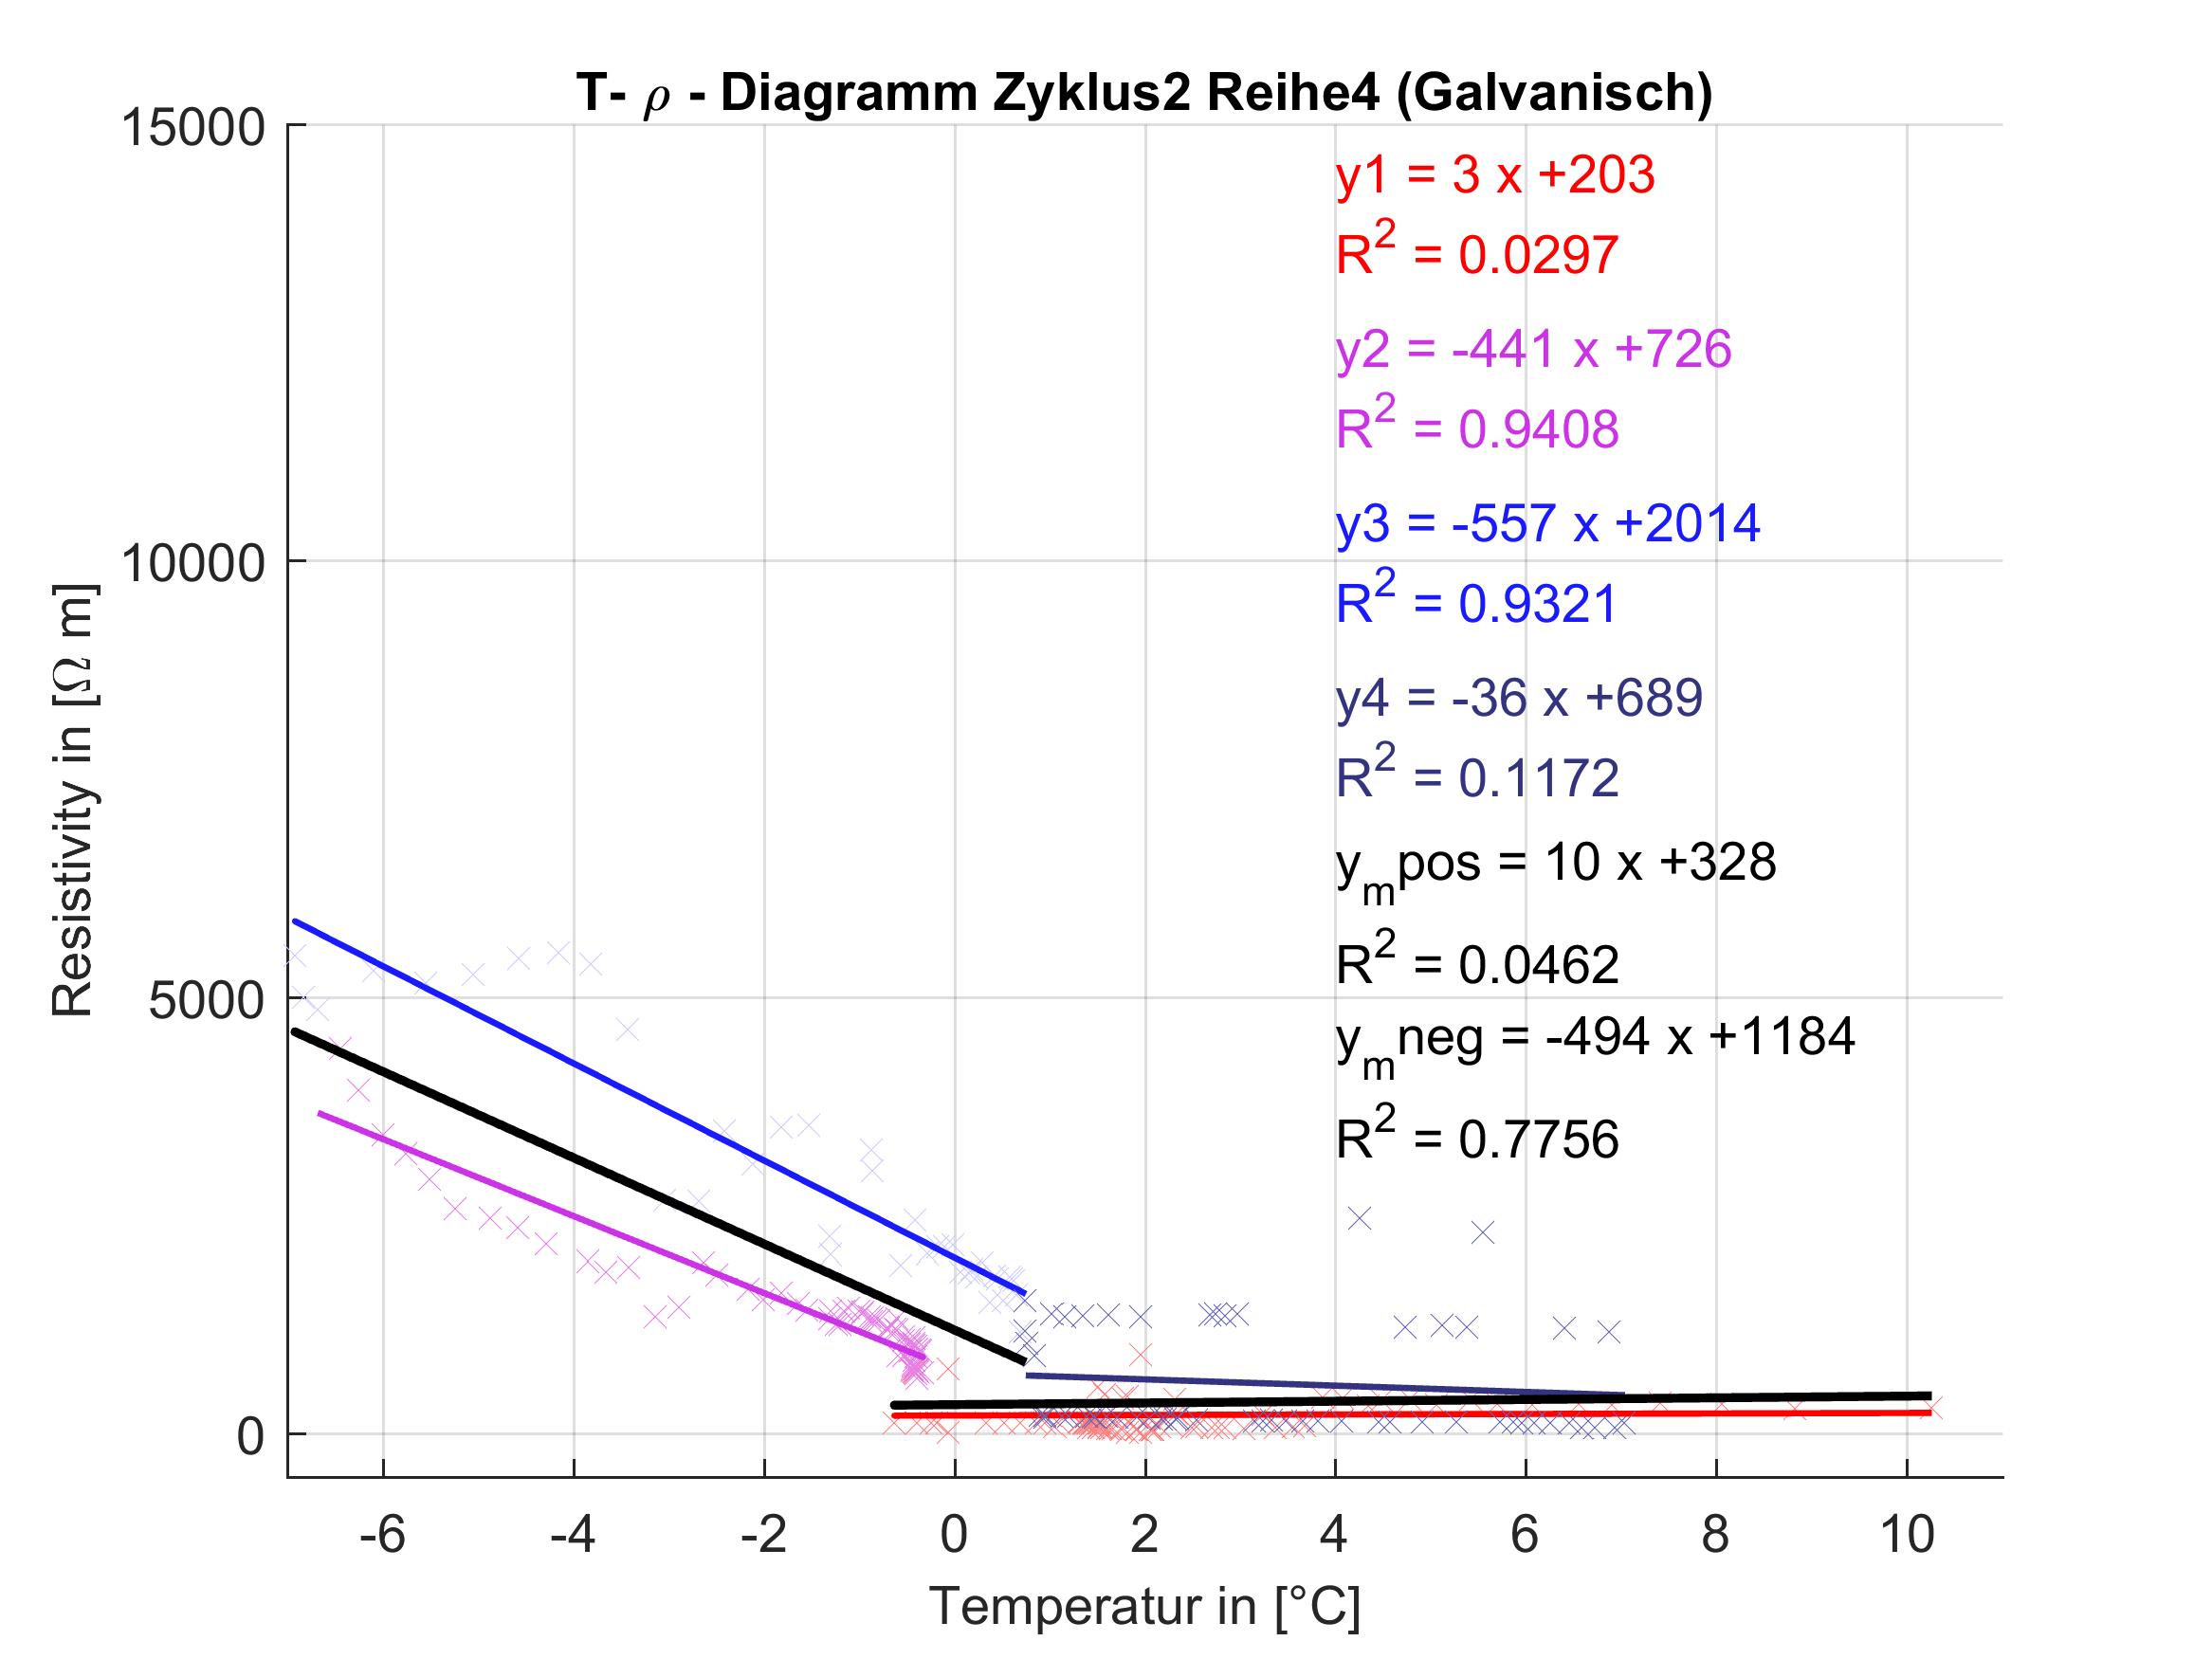 T- ρ - Diagramm Zyklus2 Reihe4 (Galvanisch)
15000
10000
5000
0
Resistivity in [Ω m]
y1 = 3 x +203
R² = 0.0297
y2 = -441 x +726
R² = 0.9408
y3 = -557 x +2014
R² = 0.9321
y4 = -36 x +689
R² = 0.1172
yₘpos = 10 x +328
R² = 0.0462
yₘneg = -494 x +1184
R² = 0.7756
-6 -4 -2 0 2 4 6 8 10
Temperatur in [°C]